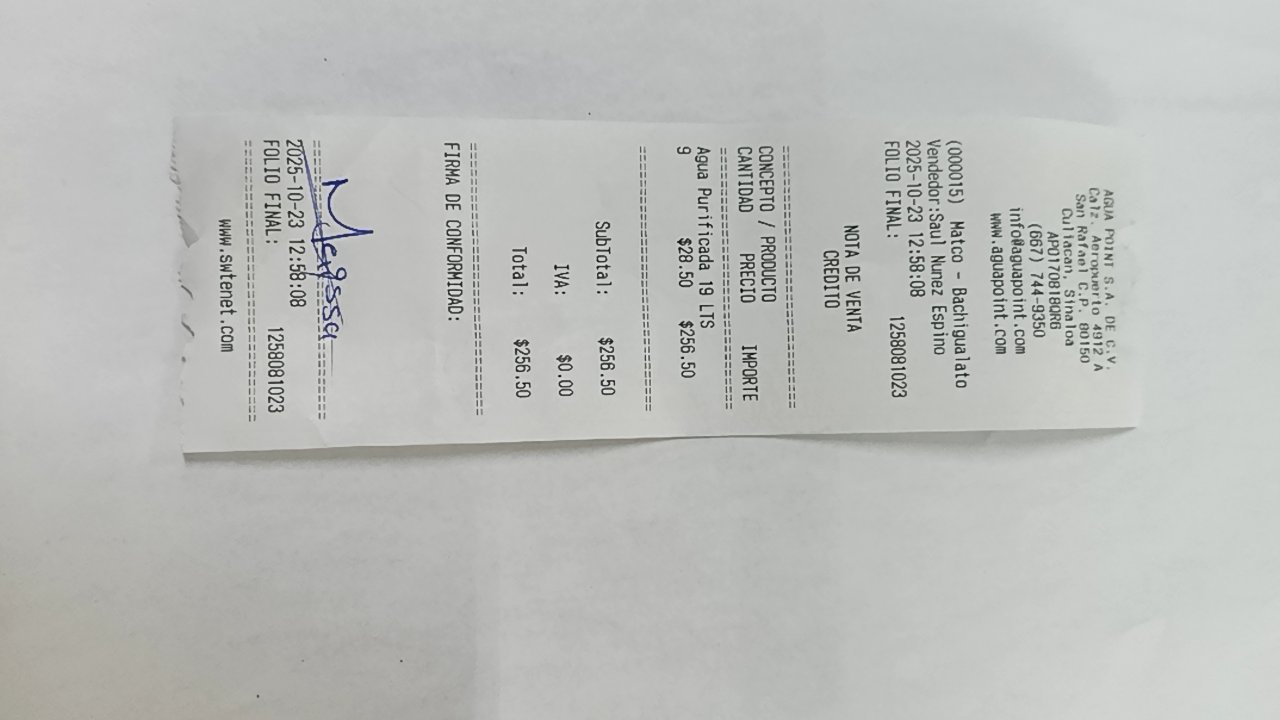 AGUA POINT S.A. DE C.V.
Calz. Aeropuerto 4912 A
San Rafael C.P. 80150
Culiacan, Sinaloa
APO170818QR6
(667) 744-9350
info@aguapoint.com
www.aguapoint.com
(000015) Matco - Bachigualato
Vendedor:Saul Nunez Espino
2025-10-23 12:58:08
FOLIO FINAL: 1258081023
NOTA DE VENTA
CREDITO
==================================
CONCEPTO / PRODUCTO
CANTIDAD PRECIO IMPORTE
==================================
Agua Purificada 19 LTS
9 $28.50 $256.50
==================================
SubTotal: $256.50
IVA: $0.00
Total: $256.50
==================================
FIRMA DE CONFORMIDAD:
Melissa
==================================
2025-10-23 12:58:08
FOLIO FINAL: 1258081023
==================================
www.swtenet.com